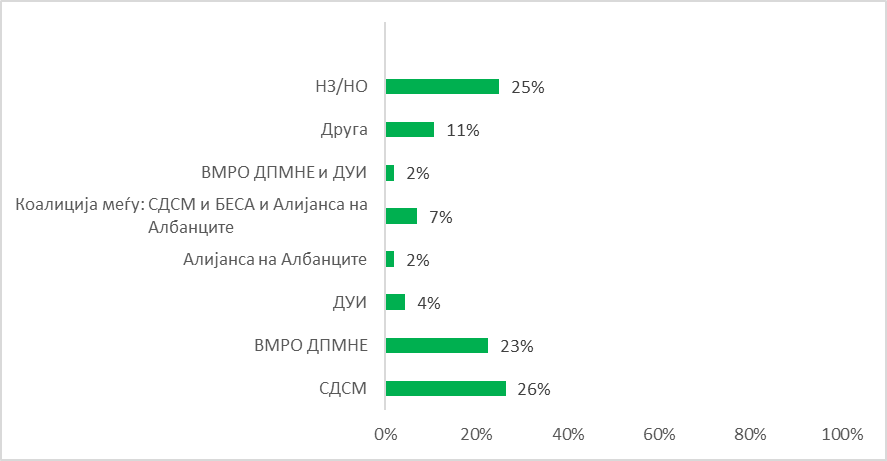 НЗ/НО 25%
Друга 11%
ВМРО ДПМНЕ и ДУИ 2%
Коалиција меѓу: СДСМ и БЕСА и Алијанса на
Албанците 7%
Алијанса на Албанците 2%
ДУИ 4%
ВМРО ДПМНЕ 23%
СДСМ 26%
0% 20% 40% 60% 80% 100%